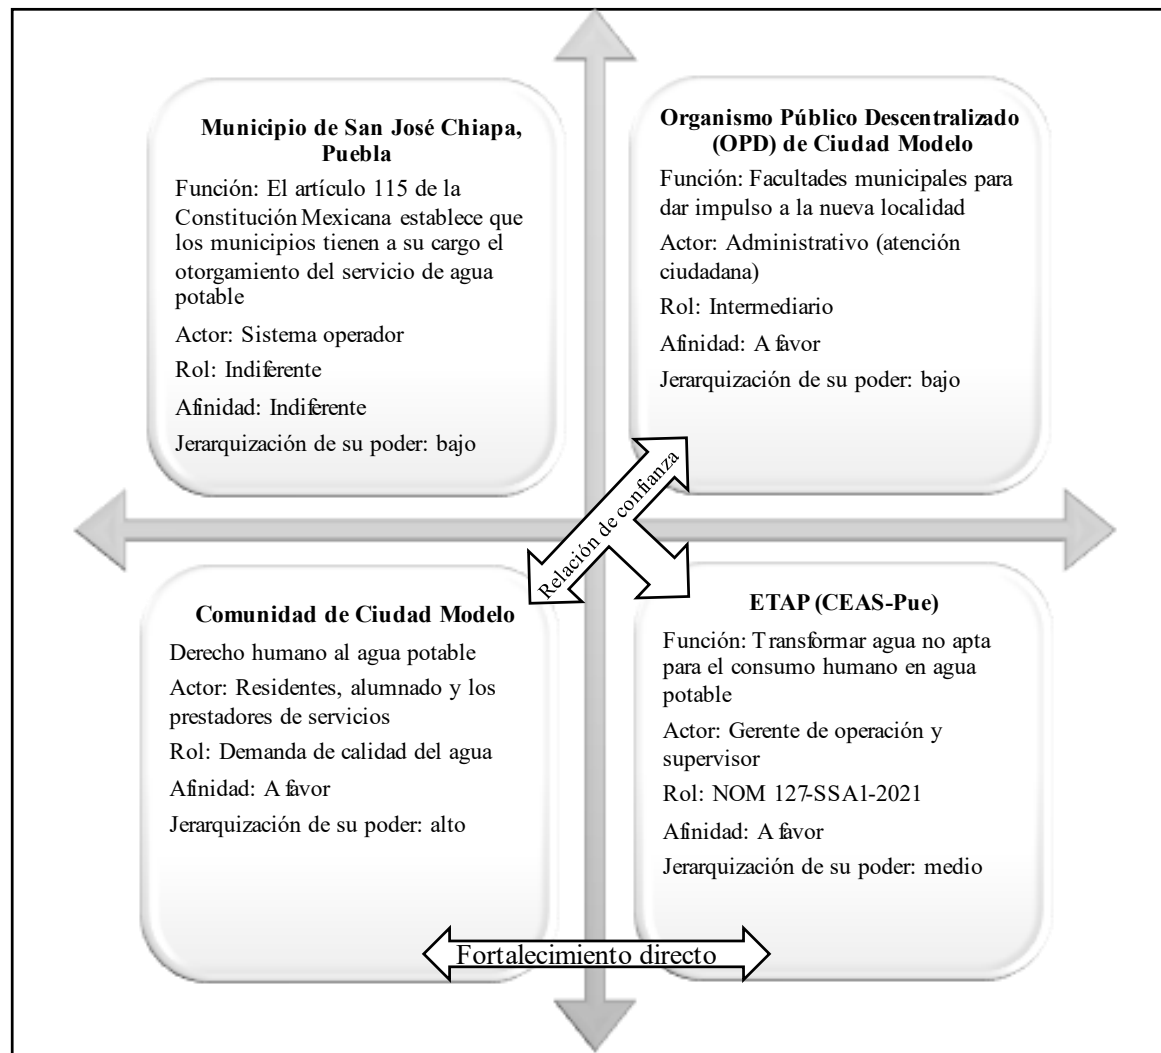 Municipio de San José Chiapa,
Puebla
Función: El artículo 115 de la
Constitución Mexicana establece que
los municipios tienen a su cargo el
otorgamiento del servicio de agua
potable
Actor: Sistema operador
Rol: Indiferente
Afinidad: Indiferente
Jerarquización de su poder: bajo
Organismo Público Descentralizado
(OPD) de Ciudad Modelo
Función: Facultades municipales para
dar impulso a la nueva localidad
Actor: Administrativo (atención
ciudadana)
Rol: Intermediario
Afinidad: A favor
Jerarquización de su poder: bajo
Relación de confianza
Comunidad de Ciudad Modelo
Derecho humano al agua potable
Actor: Residentes, alumnado y los
prestadores de servicios
Rol: Demanda de calidad del agua
Afinidad: A favor
Jerarquización de su poder: alto
ETAP (CEAS-Pue)
Función: Transformar agua no apta
para el consumo humano en agua
potable
Actor: Gerente de operación y
supervisor
Rol: NOM 127-SSA1-2021
Afinidad: A favor
Jerarquización de su poder: medio
Fortalecimiento directo